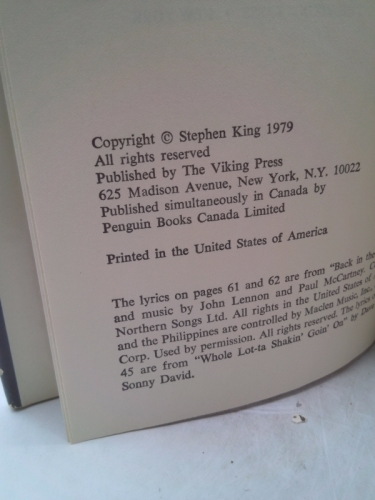 Copyright © Stephen King 1979
All rights reserved
Published by The Viking Press
625 Madison Avenue, New York, N.Y. 10022
Published simultaneously in Canada by
Penguin Books Canada Limited
Printed in the United States of America
The lyrics on pages 61 and 62 are from "Back in the
and music by John Lennon and Paul McCartney.
Northern Songs Ltd. All rights in the United States of
and the Philippines are controlled by Maclen Music, Inc.,
Corp. Used by permission. All rights reserved. The lyrics
45 are from "Whole Lot-ta Shakin' Goin' On" by
Sonny David.